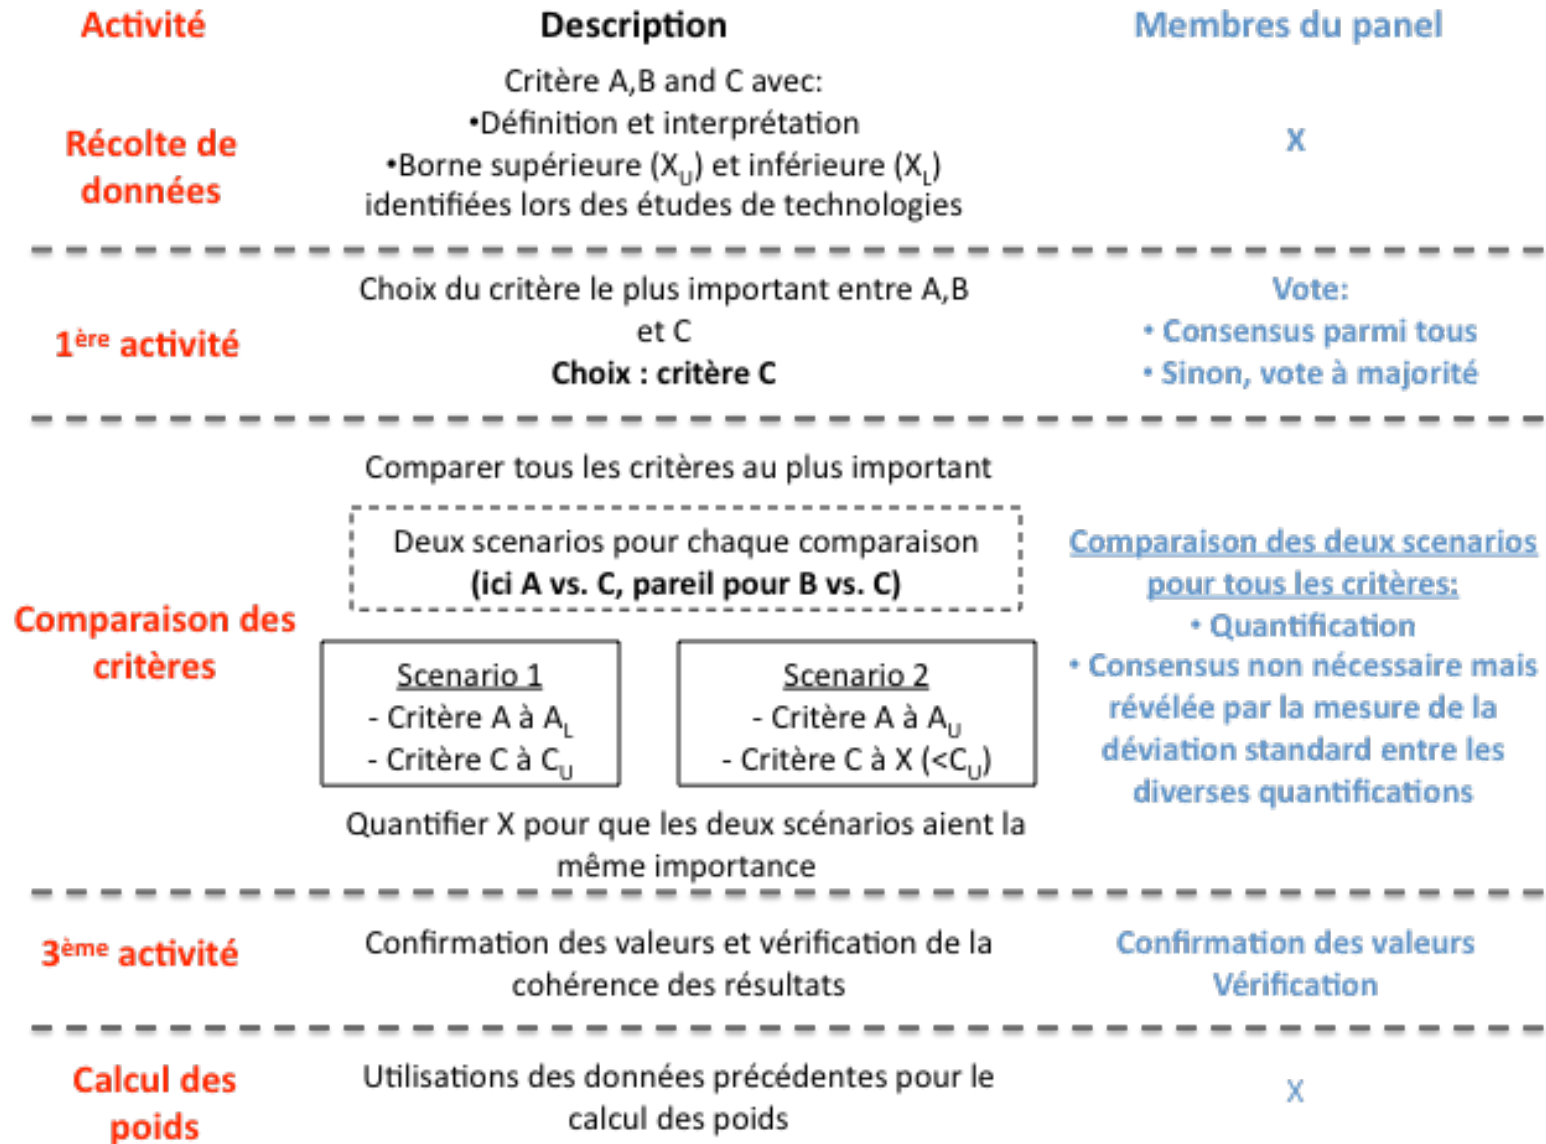 Activité Description Membres du panel
Récolte de
données
Critère A,B and C avec:
•Définition et interprétation
•Borne supérieure (X_U) et inférieure (X_L)
identifiées lors des études de technologies
X
1ère activité
Choix du critère le plus important entre A,B
et C
Choix : critère C
Vote:
• Consensus parmi tous
• Sinon, vote à majorité
Comparaison des
critères
Comparer tous les critères au plus important
Deux scenarios pour chaque comparaison
(ici A vs. C, pareil pour B vs. C)
Scenario 1
- Critère A à A_L
- Critère C à C_U
Scenario 2
- Critère A à A_U
- Critère C à X (<C_U)
Quantifier X pour que les deux scénarios aient la
même importance
Comparaison des deux scenarios
pour tous les critères:
• Quantification
• Consensus non nécessaire mais
révélée par la mesure de la
déviation standard entre les
diverses quantifications
3ème activité
Confirmation des valeurs et vérification de la
cohérence des résultats
Confirmation des valeurs
Vérification
Calcul des
poids
Utilisations des données précédentes pour le
calcul des poids
X